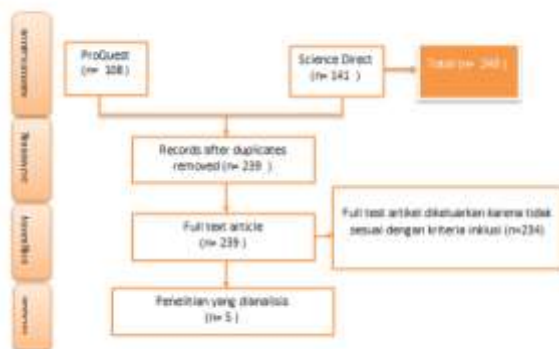 ProQuest
(n= 108)
Science Direct
(n= 141 )
Total (n=
Records after duplicates
removed (n= 239 )
Full text article
(n= 239)
Full text artikel dikeluarkan karena tidak
sesuai dengan kriteria inklusi (n=234)
Penelitian yang dianalisis
(n= 5 )